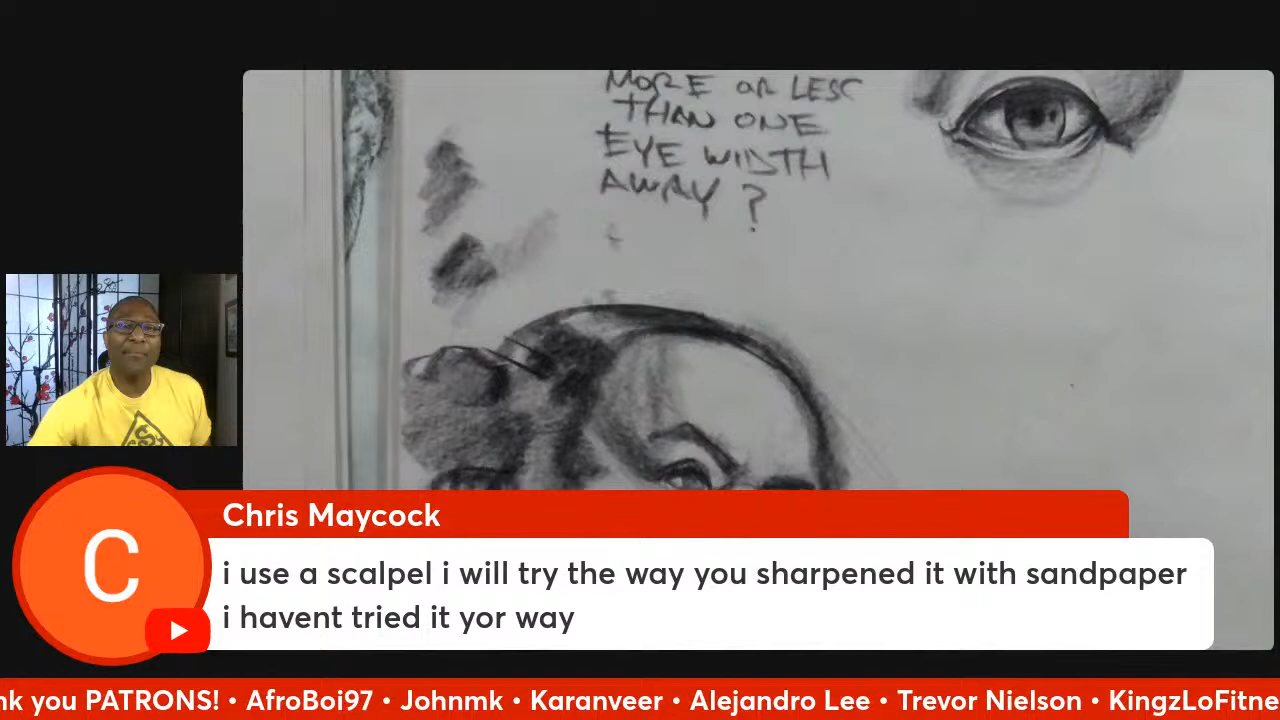 MORE OR LESS
THAN ONE
EYE WIDTH
AWAY?
Chris Maycock
C
i use a scalpel i will try the way you sharpened it with sandpaper
i havent tried it yor way
nk you PATRONS! • AfroBoi97 • Johnmk • Karanveer • Alejandro Lee • Trevor Nielson • KingzLoFitne